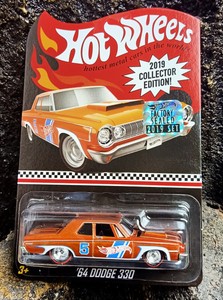 HOT WHEELS
hottest metal cars in the world
2019
COLLECTOR
EDITION!
FACTORY
SEALED
2019 SET
5
3+
'64 DODGE 330